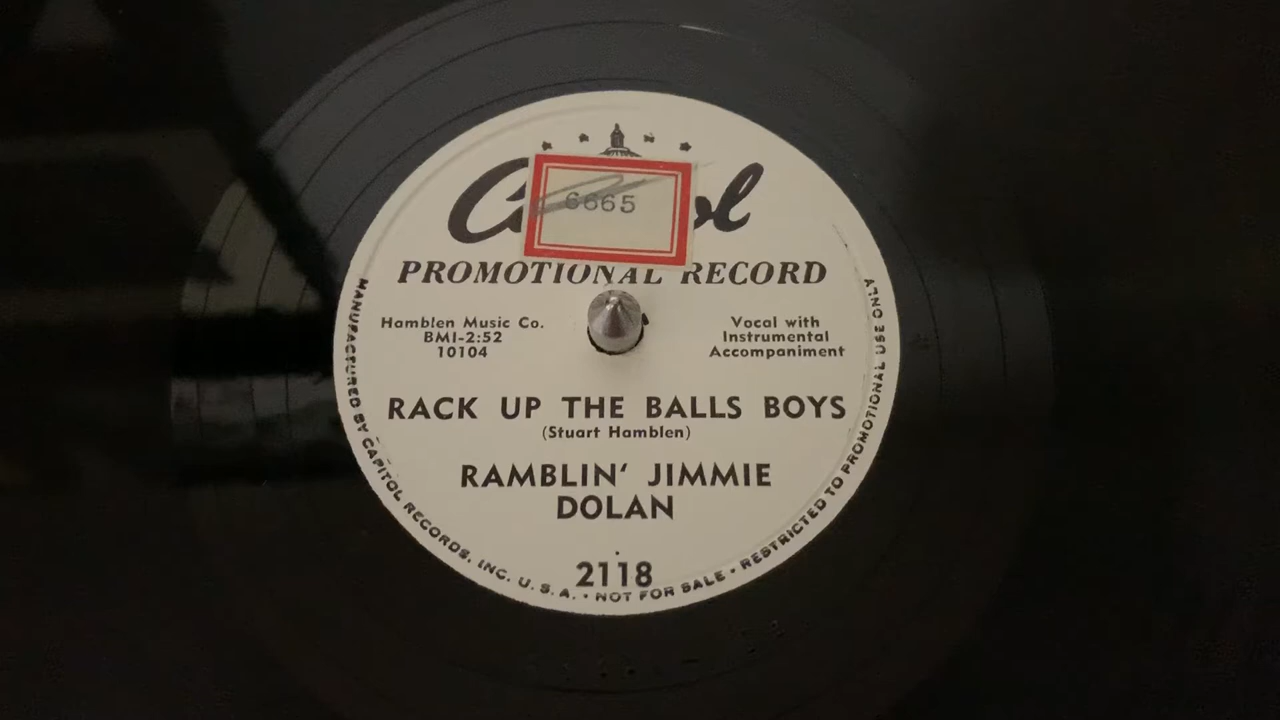 C ol
6665
PROMOTIONAL RECORD
Hamblen Music Co.
BMI-2:52
10104
Vocal with
Instrumental
Accompaniment
RACK UP THE BALLS BOYS
(Stuart Hamblen)
RAMBLIN' JIMMIE
DOLAN
2118
MANUFACTURED BY CAPITOL RECORDS, INC. U. S. A. • NOT FOR SALE • RESTRICTED TO PROMOTIONAL USE ONLY